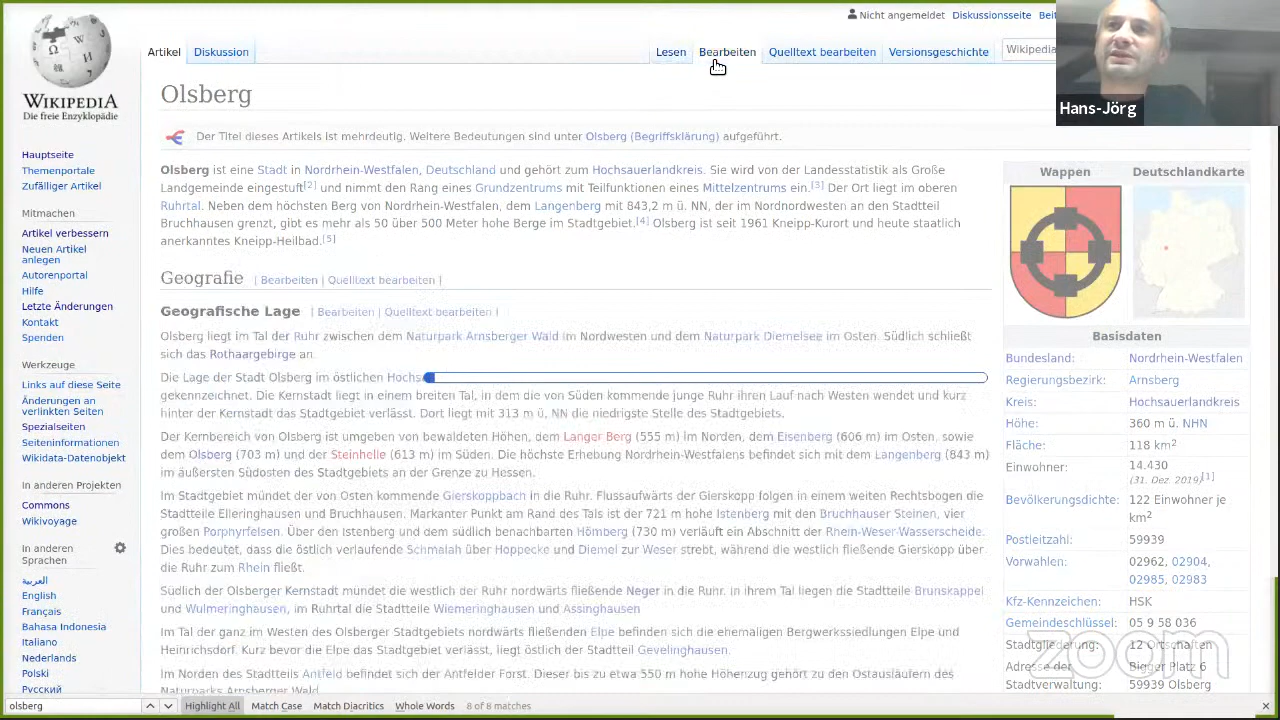 Nicht angemeldet Diskussionsseite
Artikel Diskussion Lesen Bearbeiten Quelltext bearbeiten Versionsgeschichte
Hans-Jörg
WIKIPEDIA
Die freie Enzyklopädie
Hauptseite
Themenportale
Zufälliger Artikel
Mitmachen
Artikel verbessern
Neuen Artikel
anlegen
Autorenportal
Hilfe
Letzte Änderungen
Kontakt
Spenden
Werkzeuge
Links auf diese Seite
Änderungen an
verlinkten Seiten
Spezialseiten
Seiteninformationen
Wikidata-Datenobjekt
In anderen Projekten
Commons
Wikivoyage
In anderen
Sprachen
العربية
English
Français
Bahasa Indonesia
Italiano
Nederlands
Polski
Русский
Olsberg
Der Titel dieses Artikels ist mehrdeutig. Weitere Bedeutungen sind unter Olsberg (Begriffsklärung) aufgeführt.
Olsberg ist eine Stadt in Nordrhein-Westfalen, Deutschland und gehört zum Hochsauerlandkreis. Sie wird von der Landesstatistik als Große
Landgemeinde eingestuft[2] und nimmt den Rang eines Grundzentrums mit Teilfunktionen eines Mittelzentrums ein.[3] Der Ort liegt im oberen
Ruhrtal. Neben dem höchsten Berg von Nordrhein-Westfalen, dem Langenberg mit 843,2 m ü. NN, der im Nordnordwesten an den Stadtteil
Bruchhausen grenzt, gibt es mehr als 50 über 500 Meter hohe Berge im Stadtgebiet.[4] Olsberg ist seit 1961 Kneipp-Kurort und heute staatlich
anerkanntes Kneipp-Heilbad.[5]
Geografie | Bearbeiten | Quelltext bearbeiten |
Geografische Lage | Bearbeiten | Quelltext bearbeiten |
Olsberg liegt im Tal der Ruhr zwischen dem Naturpark Arnsberger Wald im Nordwesten und dem Naturpark Diemelsee im Osten. Südlich schließt
sich das Rothaargebirge an.
Die Lage der Stadt Olsberg im östlichen
gekennzeichnet. Die Kernstadt liegt in einem breiten Tal, in dem die von Süden kommende junge Ruhr ihren Lauf nach Westen wendet und kurz
hinter der Kernstadt das Stadtgebiet verlässt. Dort liegt mit 313 m ü. NN die niedrigste Stelle des Stadtgebiets.
Der Kernbereich von Olsberg ist umgeben von bewaldeten Höhen, dem Langer Berg (555 m) im Norden, dem Eisenberg (606 m) im Osten, sowie
dem Olsberg (703 m) und der Steinhelle (613 m) im Süden. Die höchste Erhebung Nordrhein-Westfalens befindet sich mit dem Langenberg (843 m)
im äußersten Südosten des Stadtgebiets an der Grenze zu Hessen.
Im Stadtgebiet mündet der von Osten kommende Gierskoppbach in die Ruhr. Flussaufwärts der Gierskopp folgen in einem weiten Rechtsbogen die
Stadtteile Elleringhausen und Bruchhausen. Markanter Punkt am Rand des Tals ist der 721 m hohe Istenberg mit den Bruchhauser Steinen, vier
großen Porphyrfelsen. Über den Istenberg und dem südlich benachbarten Hömberg (730 m) verläuft ein Abschnitt der Rhein-Weser-Wasserscheide.
Dies bedeutet, dass die östlich verlaufende Schmalah über Hoppecke und Diemel zur Weser strebt, während die westlich fließende Gierskopp über
die Ruhr zum Rhein fließt.
Südlich der Olsberger Kernstadt mündet die westlich der Ruhr nordwärts fließende Neger in die Ruhr. In ihrem Tal liegen die Stadtteile Brunskappel
und Wulmeringhausen, im Ruhrtal die Stadtteile Wiemeringhausen und Assinghausen
Im Tal der ganz im Westen des Olsberger Stadtgebiets nordwärts fließenden Elpe befinden sich die ehemaligen Bergwerkssiedlungen Elpe und
Heinrichsdorf. Kurz bevor die Elpe das Stadtgebiet verlässt, liegt östlich der Stadtteil Gevelinghausen.
Im Norden des Stadtteils Antfeld befindet sich der Antfelder Forst. Dieser bis zu etwa 550 m hohe Höhenzug gehört zu den Ostausläufern des
Naturparks Arnsberger Wald
Wappen Deutschlandkarte
Basisdaten
Bundesland: Nordrhein-Westfalen
Regierungsbezirk: Arnsberg
Kreis: Hochsauerlandkreis
Höhe: 360 m ü. NHN
Fläche: 118 km²
Einwohner: 14.430
(31. Dez. 2019)[1]
Bevölkerungsdichte: 122 Einwohner je
km²
Postleitzahl: 59939
Vorwahlen: 02962, 02904,
02985, 02983
Kfz-Kennzeichen: HSK
Gemeindeschlüssel: 05 9 58 036
Stadtgliederung: 12 Ortschaften
Adresse der Bigger Platz 6
Stadtverwaltung: 59939 Olsberg
zoom
olsberg Highlight All Match Case Match Diacritics Whole Words 8 of 8 matches